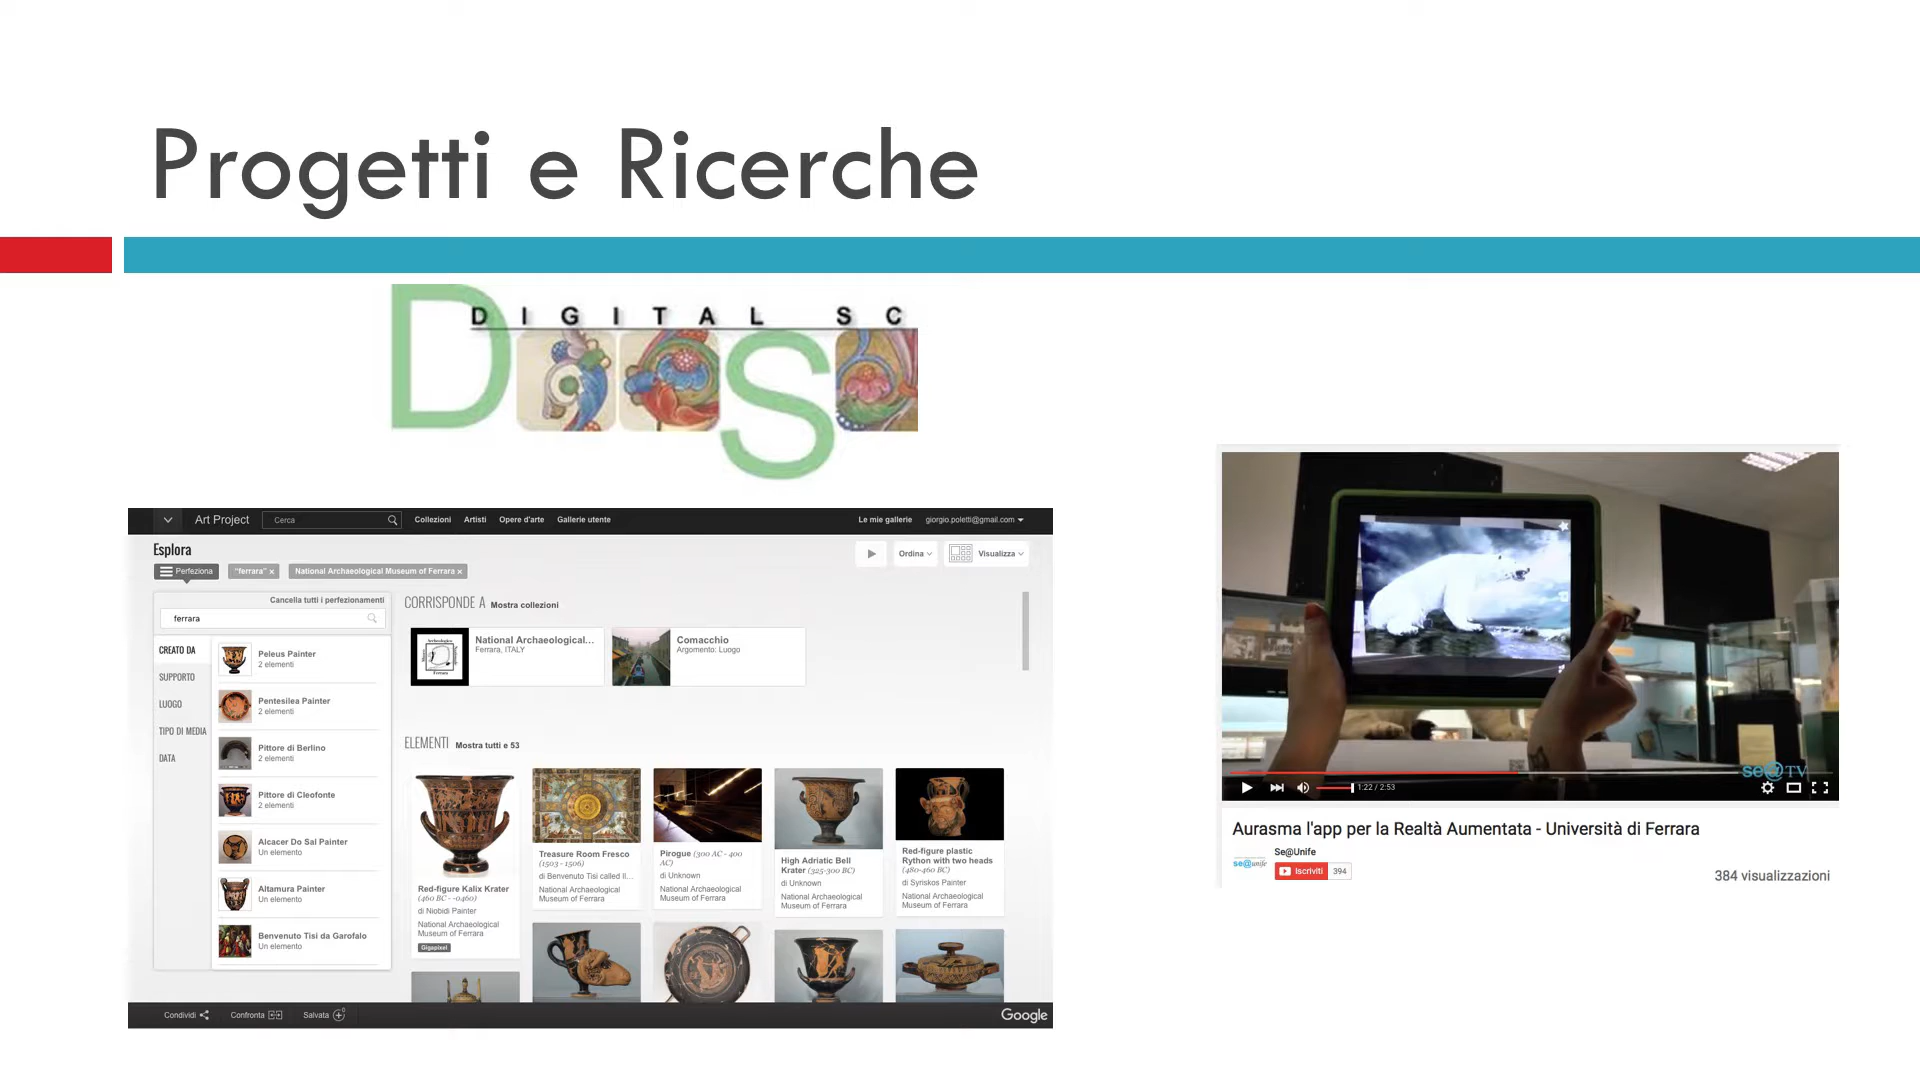 Progetti e Ricerche
DIGITAL SC
DS
Art Project
Cerca
Collezioni Artisti Opere d'arte Gallerie utente
Le mie gallerie giorgio.poletti@gmail.com
Esplora
Ordina Visualizza
Perfeziona "ferrara" x National Archaeological Museum of Ferrara x
Cancella tutti i perfezionamenti
ferrara
CREATO DA
SUPPORTO
LUOGO
TIPO DI MEDIA
DATA
Peleus Painter
2 elementi
Pentesilea Painter
2 elementi
Pittore di Berlino
2 elementi
Pittore di Cleofonte
2 elementi
Alcacer Do Sal Painter
Un elemento
Altamura Painter
Un elemento
Benvenuto Tisi da Garofalo
Un elemento
CORRISPONDE A Mostra collezioni
National Archaeological...
Ferrara, ITALY
Comacchio
Argomento: Luogo
ELEMENTI Mostra tutti e 53
Red-figure Kalix Krater
(460 BC - -0460)
di Niobidi Painter
National Archaeological
Museum of Ferrara
Gigapixel
Treasure Room Fresco
(1503 - 1506)
di Benvenuto Tisi called Il...
National Archaeological
Museum of Ferrara
Pirogue (300 AC - 400
AC)
di Unknown
National Archaeological
Museum of Ferrara
High Adriatic Bell
Krater (325-300 BC)
di Unknown
National Archaeological
Museum of Ferrara
Red-figure plastic
Rython with two heads
(480-460 BC)
di Syriskos Painter
National Archaeological
Museum of Ferrara
Condividi Confronta Salvata
Google
se@TV
1:22 / 2:53
Aurasma l'app per la Realtà Aumentata - Università di Ferrara
se@unife
Se@Unife
Iscriviti 394
384 visualizzazioni